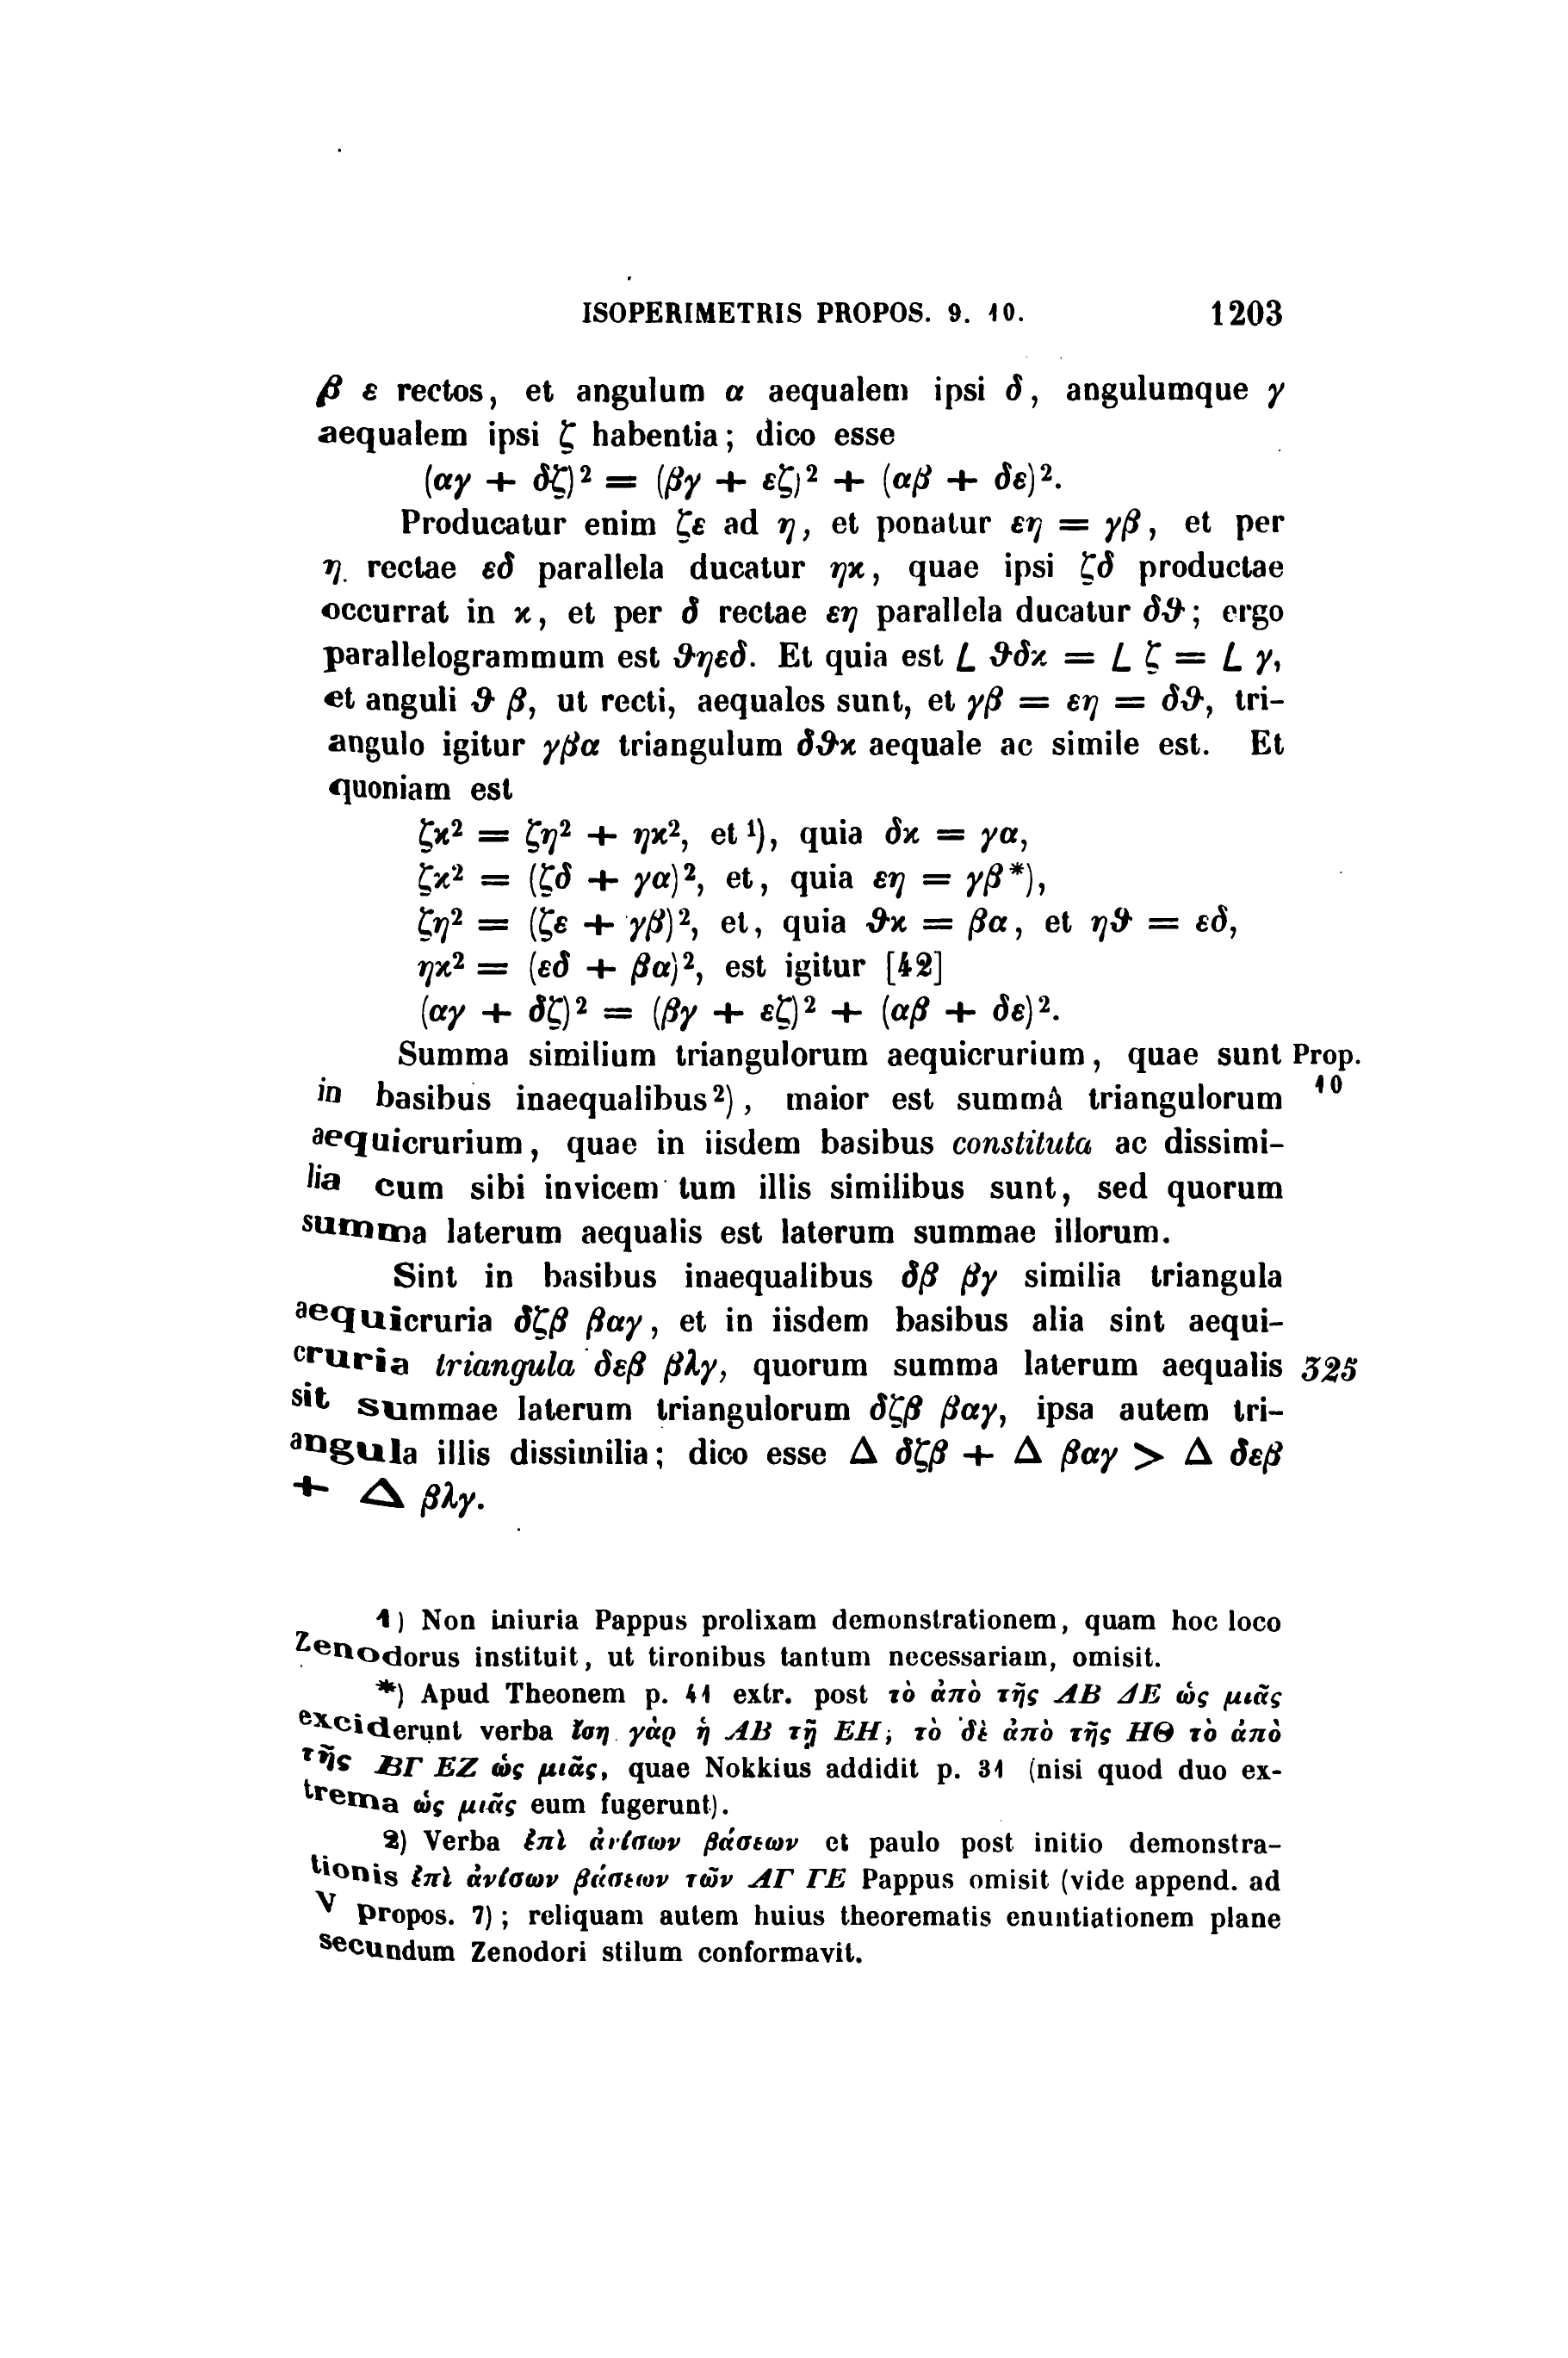 ISOPERIMETRIS PROPOS. 9. 10. 1203
β ε rectos, et angulum α aequalem ipsi δ, angulumque γ
aequalem ipsi ζ habentia; dico esse
(αγ + δζ)² = (βγ + εζ)² + (αβ + δε)².
Producatur enim ζε ad η, et ponatur εη = γβ, et per
η rectae εδ parallela ducatur ηκ, quae ipsi ζδ productae
occurrat in κ, et per δ rectae εη parallela ducatur δϑ; ergo
parallelogrammum est ϑηεδ. Et quia est L ϑδκ = L ζ = L γ,
et anguli ϑ β, ut recti, aequales sunt, et γβ = εη = δϑ, tri-
angulo igitur γβα triangulum δϑκ aequale ac simile est. Et
quoniam est
ζκ² = ζη² + ηκ², et ¹), quia δκ = γα,
ζκ² = (ζδ + γα)², et, quia εη = γβ*),
ζη² = (ζε + γβ)², et, quia ϑκ = βα, et ηϑ = εδ,
ηκ² = (εδ + βα)², est igitur [42]
(αγ + δζ)² = (βγ + εζ)² + (αβ + δε)².
Summa similium triangulorum aequicrurium, quae sunt Prop.
in basibus inaequalibus²), maior est summâ triangulorum 10
aequicrurium, quae in iisdem basibus constituta ac dissimi-
lia cum sibi invicem tum illis similibus sunt, sed quorum
summa laterum aequalis est laterum summae illorum.
Sint in basibus inaequalibus δβ βγ similia triangula
aequicruria δζβ βαγ, et in iisdem basibus alia sint aequi-
cruria triangula δεβ βλγ, quorum summa laterum aequalis 325
sit summae laterum triangulorum δζβ βαγ, ipsa autem tri-
angula illis dissimilia; dico esse Δ δζβ + Δ βαγ > Δ δεβ
+ Δ βλγ.
1) Non iniuria Pappus prolixam demonstrationem, quam hoc loco
Zenodorus instituit, ut tironibus tantum necessariam, omisit.
*) Apud Theonem p. 41 extr. post τὸ ἀπὸ τῆς ΑΒ ΔΕ ὡς μιᾶς
exciderunt verba ἴση γὰρ ἡ ΑΒ τῇ ΕΗ; τὸ δὲ ἀπὸ τῆς ΗΘ τὸ ἀπὸ
τῆς ΒΓ ΕΖ ὡς μιᾶς, quae Nokkius addidit p. 31 (nisi quod duo ex-
trema ὡς μιᾶς eum fugerunt).
2) Verba ἐπὶ ἀνίσων βάσεων et paulo post initio demonstra-
tionis ἐπὶ ἀνίσων βάσεων τῶν ΑΓ ΓΕ Pappus omisit (vide append. ad
V propos. 7); reliquam autem huius theorematis enuntiationem plane
secundum Zenodori stilum conformavit.